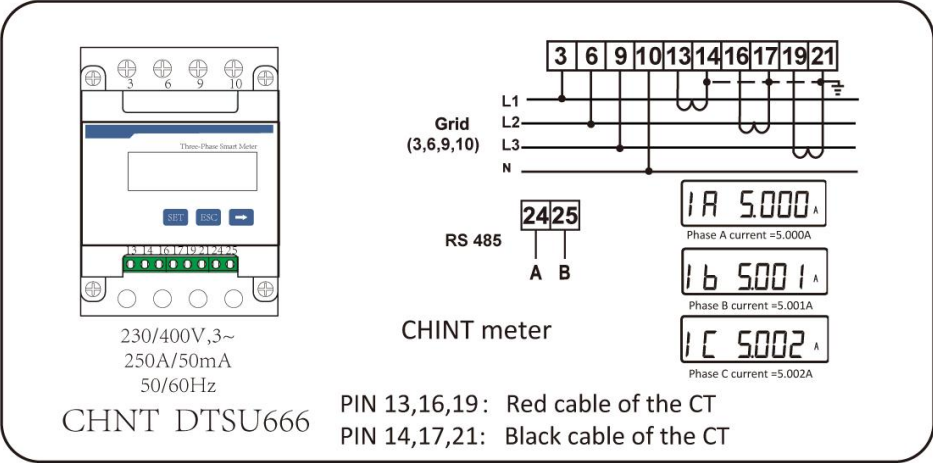 3 6 9 10
Three-Phase Smart Meter
SET ESC
13 14 16 17 19 21 24 25
230/400V,3~
250A/50mA
50/60Hz
CHNT DTSU666
3 6 9 10 13 14 16 17 19 21
L1
L2
Grid
(3,6,9,10)
L3
N
24 25
RS 485
A B
IA 5.000 A
Phase A current =5.000A
Ib 5.001 A
Phase B current =5.001A
IC 5.002 A
Phase C current =5.002A
CHINT meter
PIN 13,16,19: Red cable of the CT
PIN 14,17,21: Black cable of the CT